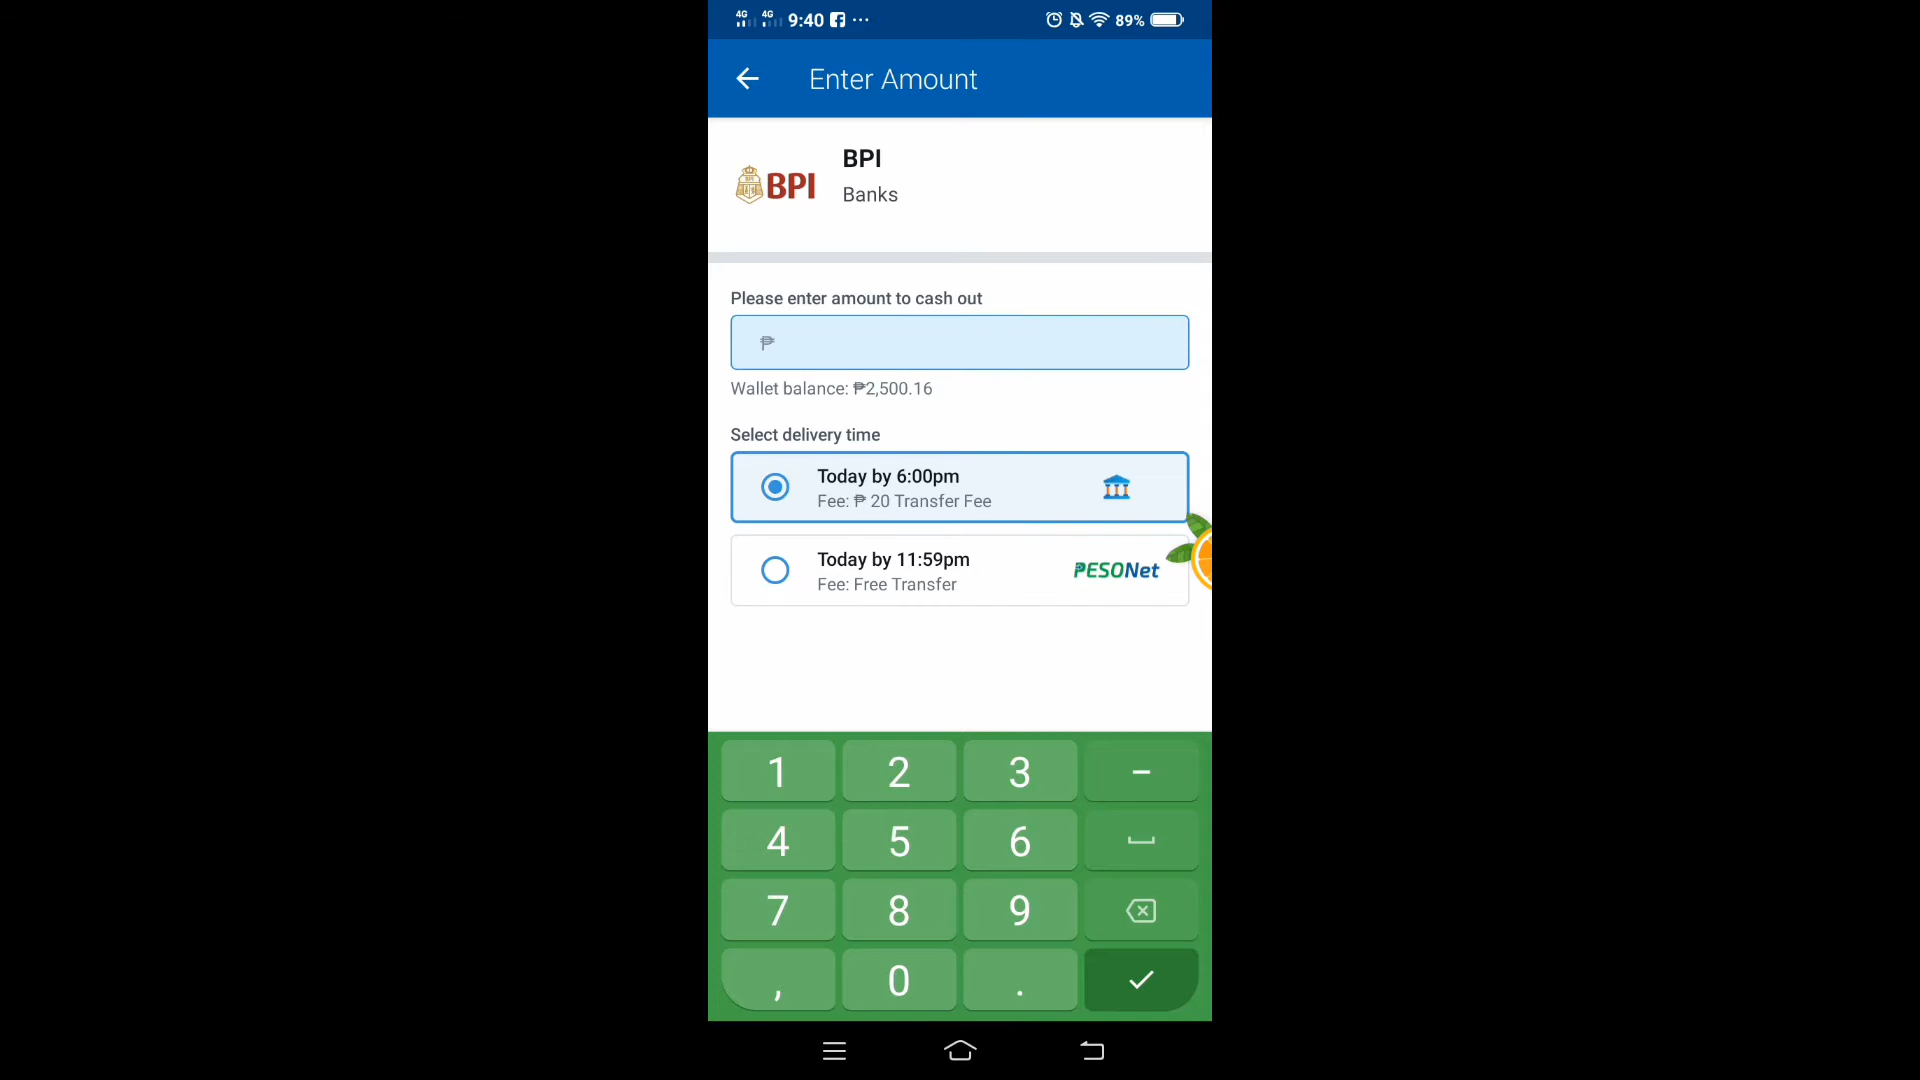 4G 4G 9:40 ... 89%
Enter Amount
BPI
BPI
Banks
Please enter amount to cash out
₱
Wallet balance: ₱2,500.16
Select delivery time
Today by 6:00pm
Fee: ₱ 20 Transfer Fee
Today by 11:59pm
Fee: Free Transfer
PESONet
1 2 3 -
4 5 6
7 8 9
, 0 .